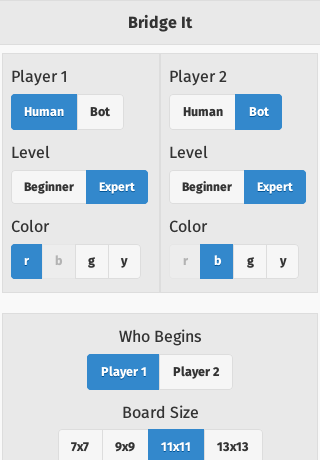 Bridge It
Player 1
Human Bot
Level
Beginner Expert
Color
r b g y
Player 2
Human Bot
Level
Beginner Expert
Color
r b g y
Who Begins
Player 1 Player 2
Board Size
7x7 9x9 11x11 13x13